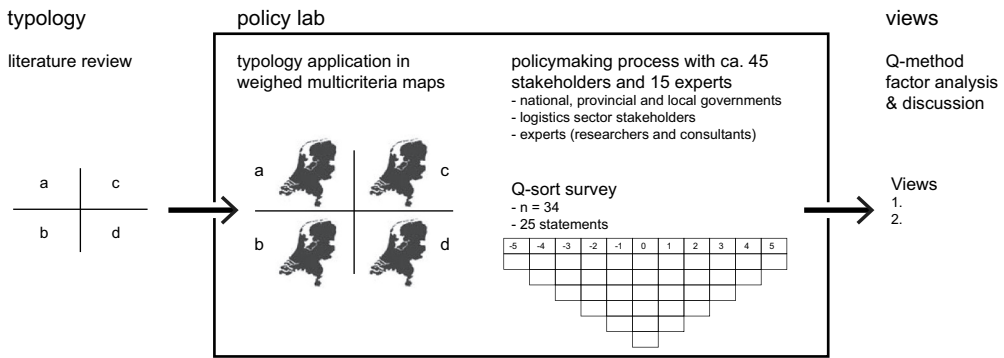 typology
literature review
a c
b d
policy lab
typology application in
weighed multicriteria maps
a c
b d
policymaking process with ca. 45
stakeholders and 15 experts
- national, provincial and local governments
- logistics sector stakeholders
- experts (researchers and consultants)
Q-sort survey
- n = 34
- 25 statements
-5 -4 -3 -2 -1 0 1 2 3 4 5
views
Q-method
factor analysis
& discussion
Views
1.
2.